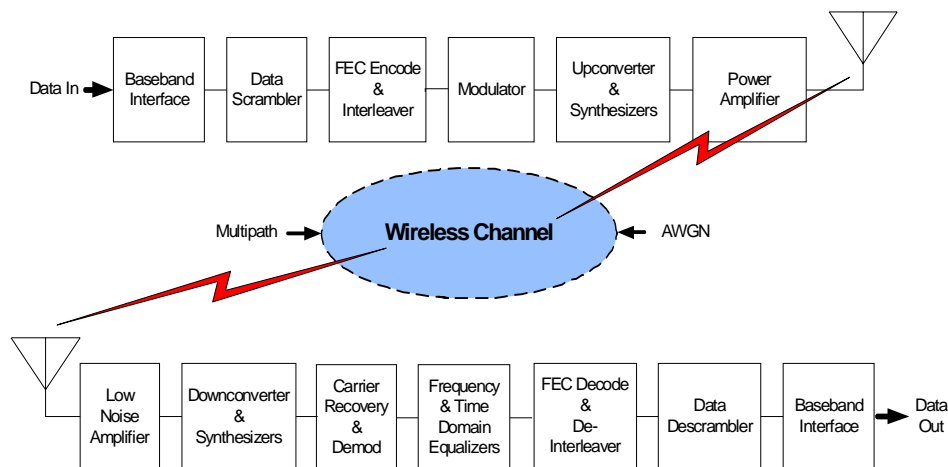 Data In
Baseband
Interface
Data
Scrambler
FEC Encode
&
Interleaver
Modulator
Upconverter
&
Synthesizers
Power
Amplifier
Multipath
Wireless Channel
AWGN
Low
Noise
Amplifier
Downconverter
&
Synthesizers
Carrier
Recovery
&
Demod
Frequency
& Time
Domain
Equalizers
FEC Decode
&
De-
Interleaver
Data
Descrambler
Baseband
Interface
Data
Out